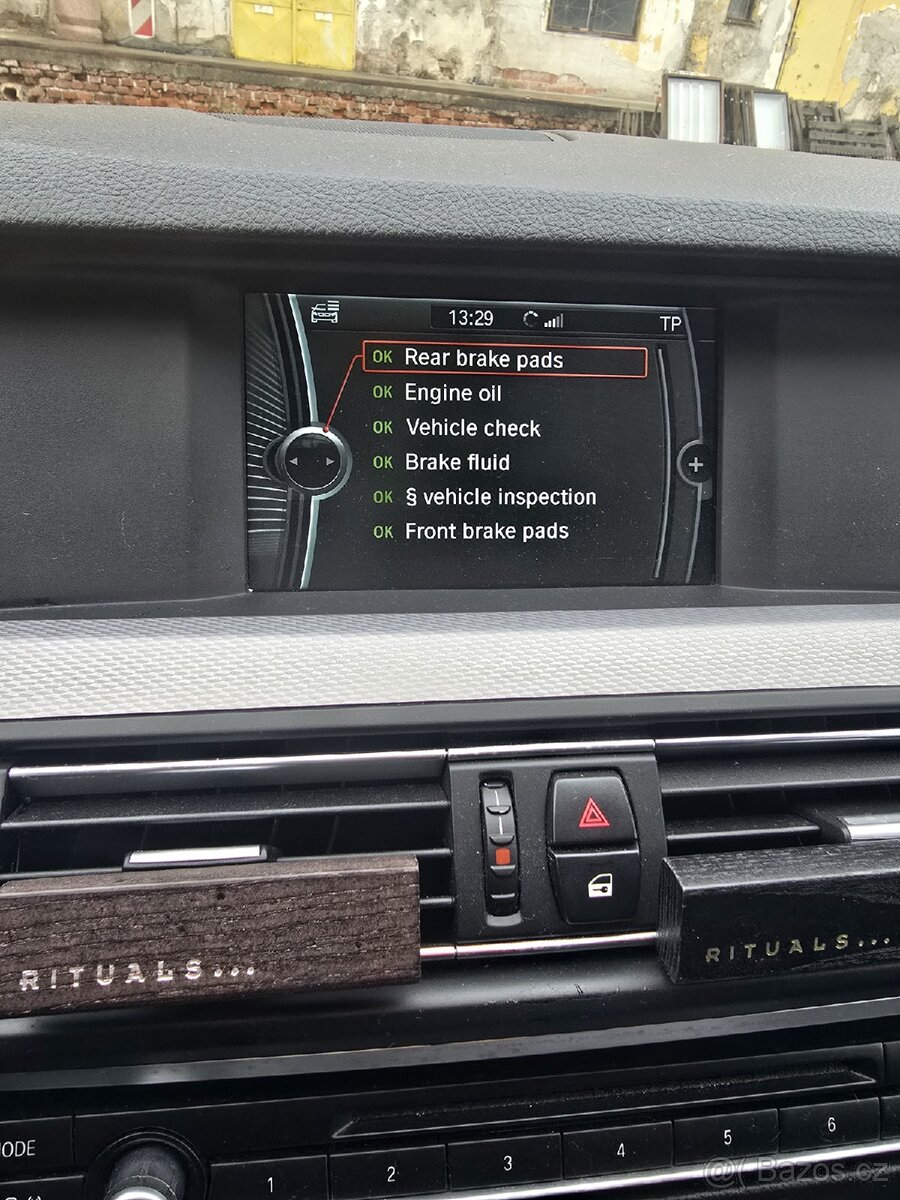 13:29
TP
OK Rear brake pads
OK Engine oil
OK Vehicle check
OK Brake fluid
OK § vehicle inspection
OK Front brake pads
+
RITUALS...
RITUALS...
1 2 3 4 5 6
Bazos.cz